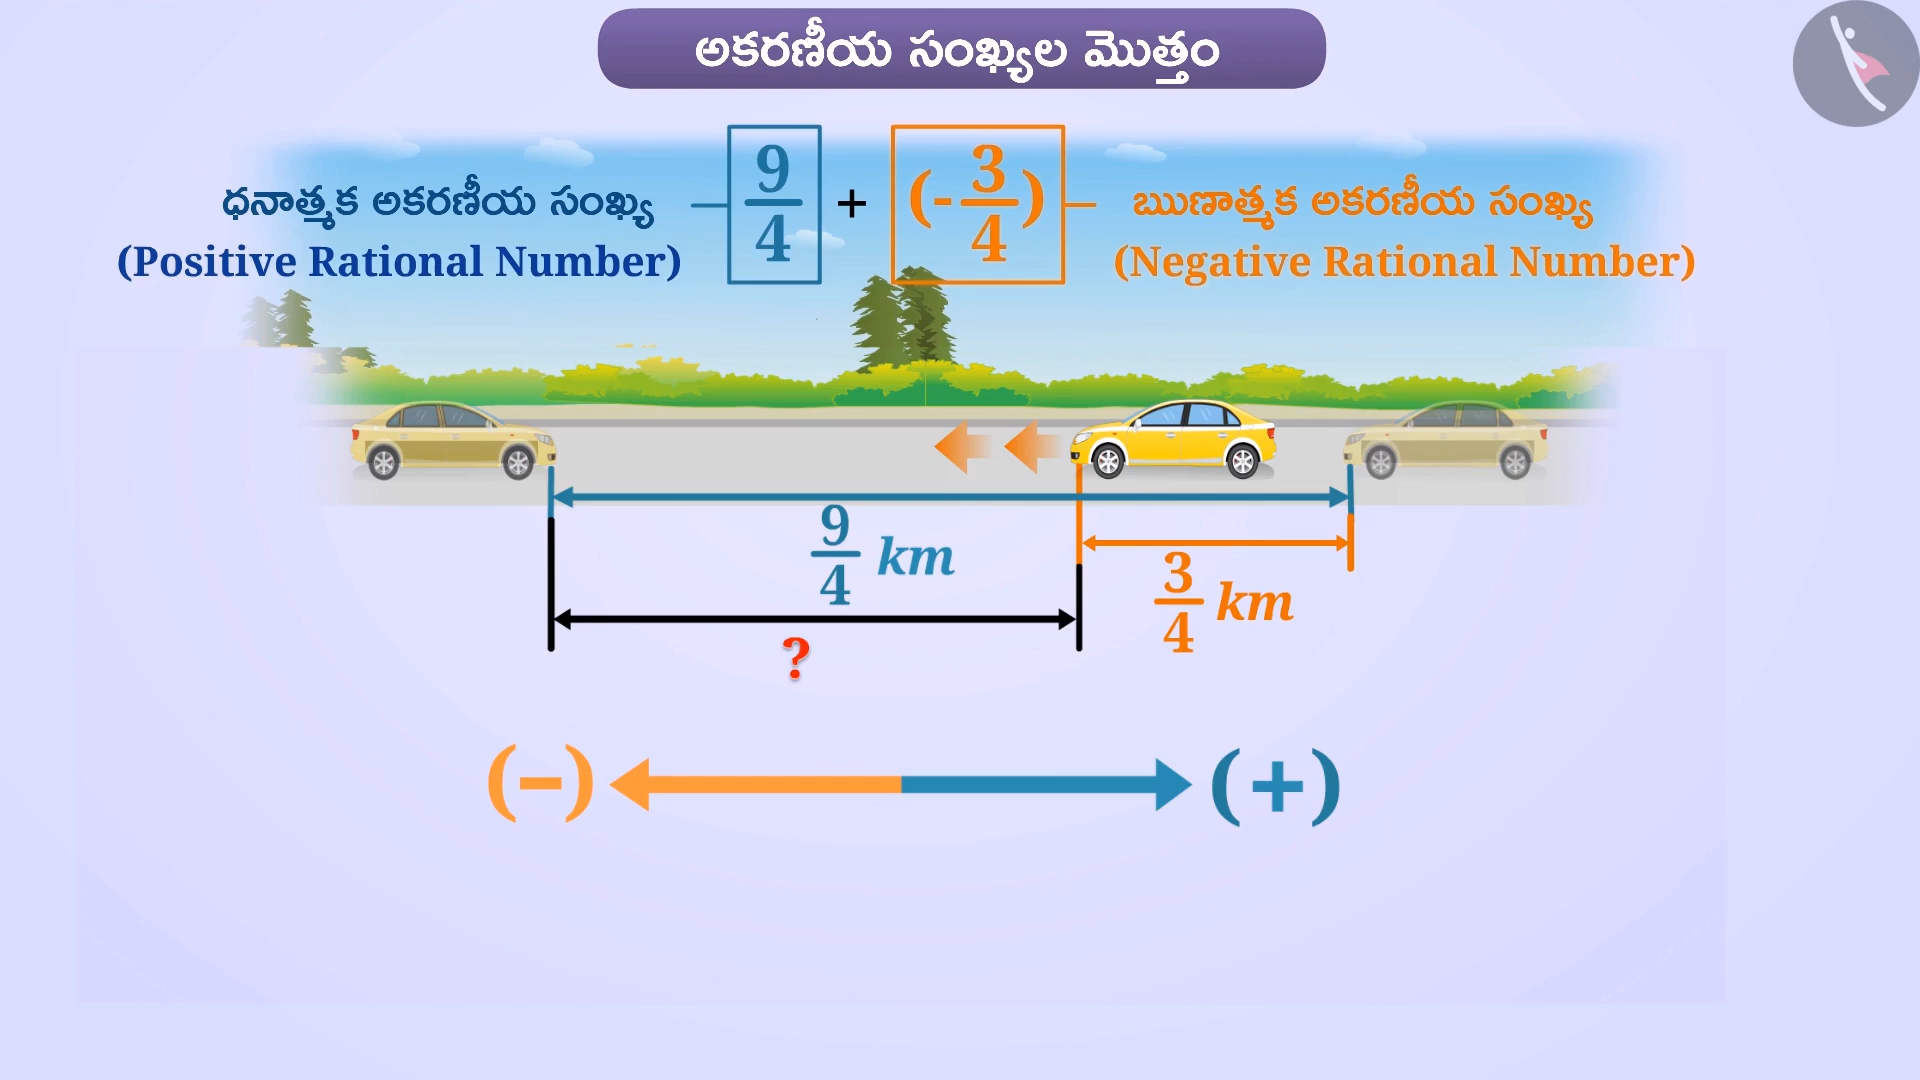 అకరణీయ సంఖ్యల మొత్తం
ధనాత్మక అకరణీయ సంఖ్య
(Positive Rational Number)
9/4 + (-3/4)
ఋణాత్మక అకరణీయ సంఖ్య
(Negative Rational Number)
9/4 km
3/4 km
?
(-) (+)